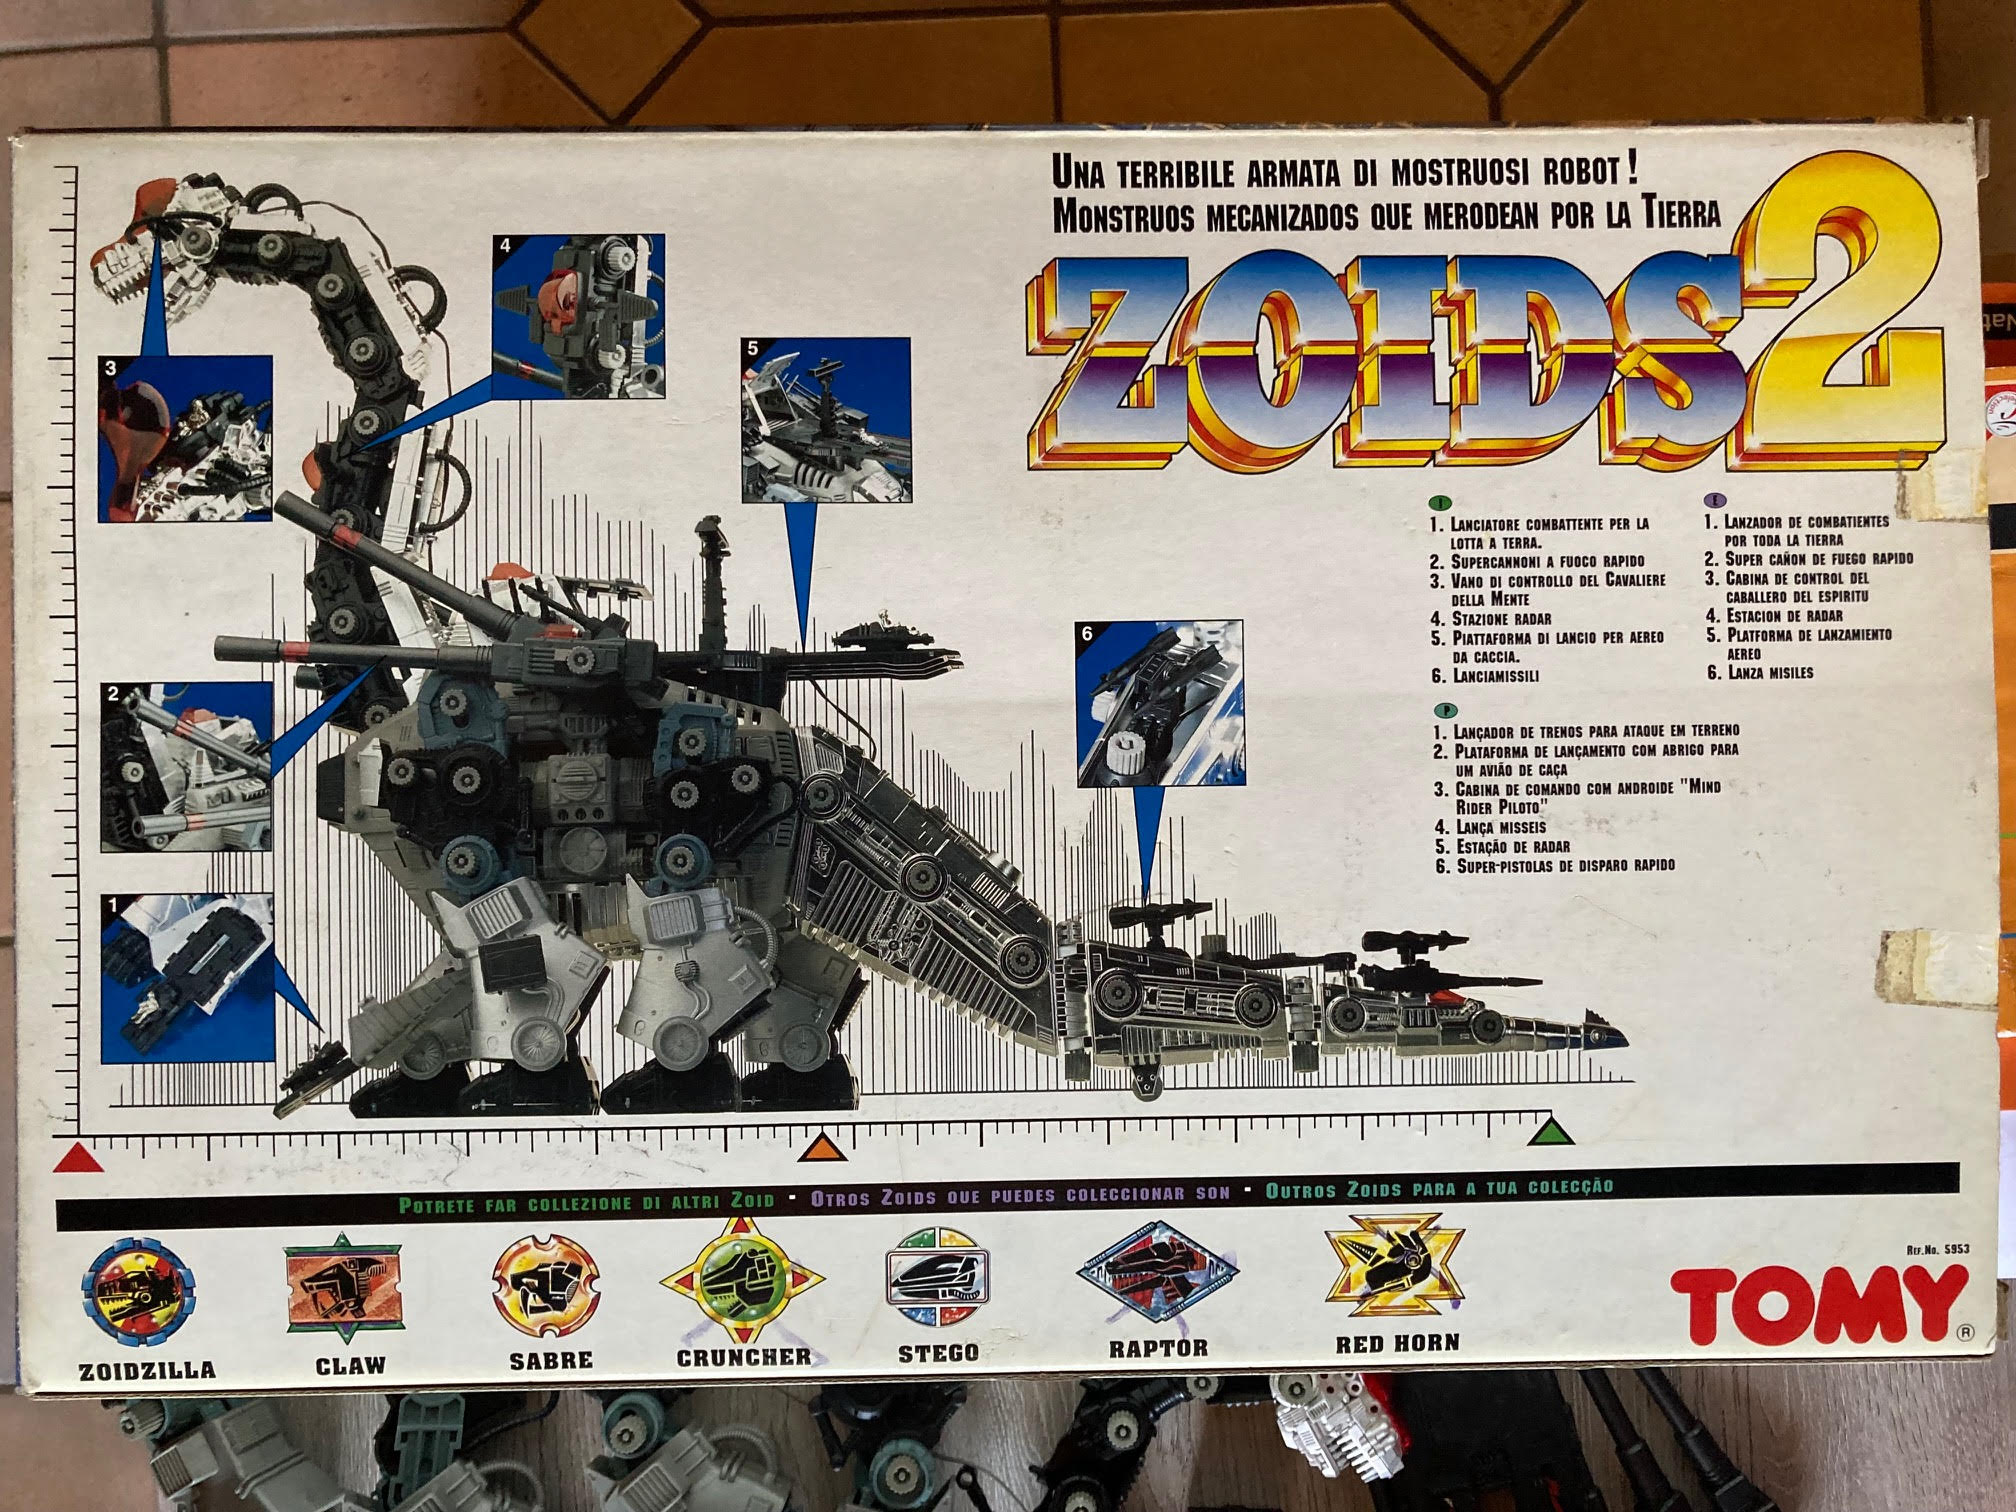 UNA TERRIBILE ARMATA DI MOSTRUOSI ROBOT!
MONSTRUOS MECANIZADOS QUE MERODEAN POR LA TIERRA
ZOIDS2
4
3
5
2
6
1
I
1. LANCIATORE COMBATTENTE PER LA
LOTTA A TERRA.
2. SUPERCANNONI A FUOCO RAPIDO
3. VANO DI CONTROLLO DEL CAVALIERE
DELLA MENTE
4. STAZIONE RADAR
5. PIATTAFORMA DI LANCIO PER AEREO
DA CACCIA.
6. LANCIAMISSILI
E
1. LANZADOR DE COMBATIENTES
POR TODA LA TIERRA
2. SUPER CAÑON DE FUEGO RAPIDO
3. CABINA DE CONTROL DEL
CABALLERO DEL ESPIRITU
4. ESTACION DE RADAR
5. PLATFORMA DE LANZAMIENTO
AEREO
6. LANZA MISILES
P
1. LANÇADOR DE TRENOS PARA ATAQUE EM TERRENO
2. PLATAFORMA DE LANÇAMENTO COM ABRIGO PARA
UM AVIÃO DE CAÇA
3. CABINA DE COMANDO COM ANDROIDE "MIND
RIDER PILOTO"
4. LANÇA MISSEIS
5. ESTAÇÃO DE RADAR
6. SUPER-PISTOLAS DE DISPARO RAPIDO
POTRETE FAR COLLEZIONE DI ALTRI ZOID - OTROS ZOIDS QUE PUEDES COLECCIONAR SON - OUTROS ZOIDS PARA A TUA COLECÇÃO
ZOIDZILLA
CLAW
SABRE
CRUNCHER
STEGO
RAPTOR
RED HORN
REF.NO. 5953
TOMY®